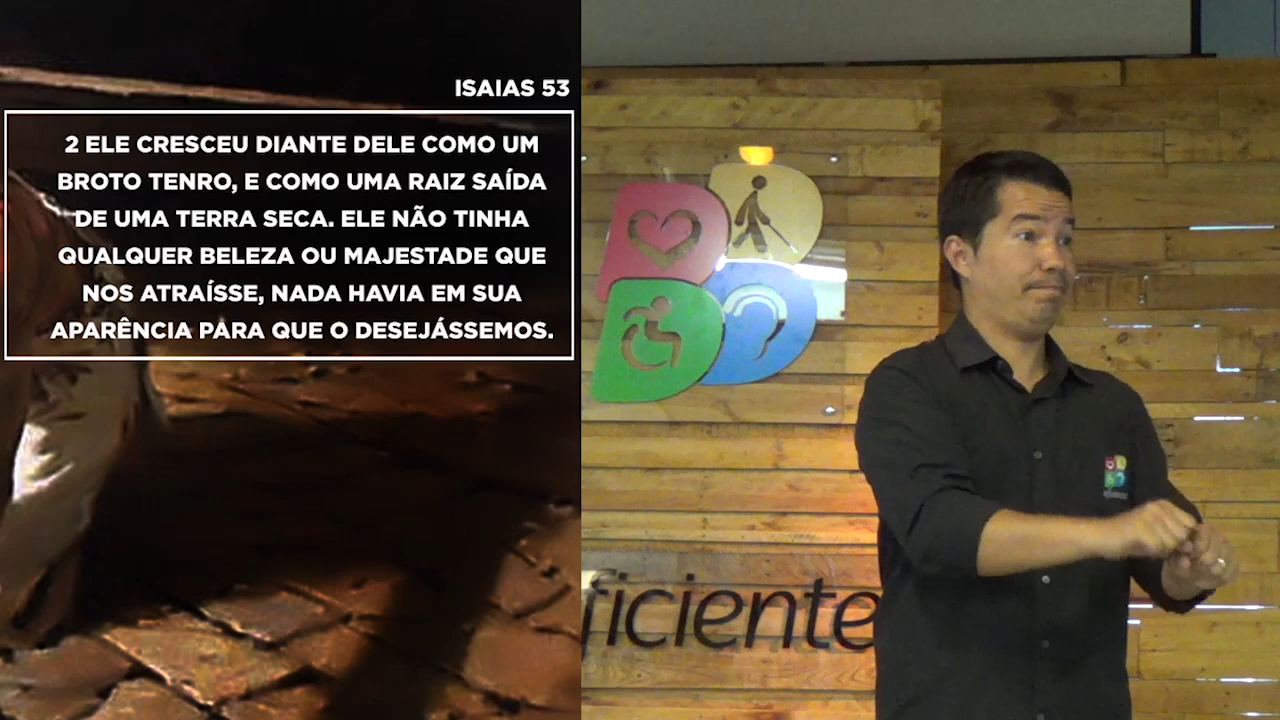 ISAIAS 53
2 ELE CRESCEU DIANTE DELE COMO UM
BROTO TENRO, E COMO UMA RAIZ SAÍDA
DE UMA TERRA SECA. ELE NÃO TINHA
QUALQUER BELEZA OU MAJESTADE QUE
NOS ATRAÍSSE, NADA HAVIA EM SUA
APARÊNCIA PARA QUE O DESEJÁSSEMOS.
ficiente